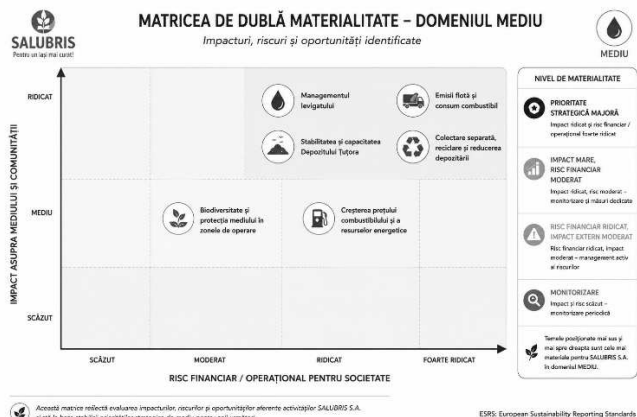 SALUBRIS
Pentru un Iași mai curat!
MATRICEA DE DUBLĂ MATERIALITATE – DOMENIUL MEDIU
Impacturi, riscuri și oportunități identificate
MEDIU
IMPACT ASUPRA MEDIULUI ȘI COMUNITĂȚII
RIDICAT
MEDIU
SCĂZUT
Managementul
levigatului
Emisii flotă și
consum combustibil
Stabilitatea și capacitatea
Depozitului Țuțora
Colectare separată,
reciclare și reducerea
depozitării
Biodiversitate și
protecția mediului în
zonele de operare
Creșterea prețului
combustibilului și a
resurselor energetice
SCĂZUT
MODERAT
RIDICAT
FOARTE RIDICAT
RISC FINANCIAR / OPERAȚIONAL PENTRU SOCIETATE
NIVEL DE MATERIALITATE
PRIORITATE
STRATEGICĂ MAJORĂ
Impact ridicat și risc financiar /
operațional foarte ridicat
IMPACT MARE,
RISC FINANCIAR
MODERAT
Impact ridicat, risc moderat –
monitorizare și măsuri dedicate
RISC FINANCIAR RIDICAT,
IMPACT EXTERN MODERAT
Risc financiar ridicat, impact
moderat – management activ
al riscurilor
MONITORIZARE
Impact și risc scăzut –
monitorizare periodică
Temele poziționate mai sus și
mai spre dreapta sunt cele mai
materiale pentru SALUBRIS S.A.
în domeniul MEDIU.
Această matrice reflectă evaluarea impacturilor, riscurilor și oportunităților aferente activităților SALUBRIS S.A.
ESRS: European Sustainability Reporting Standards